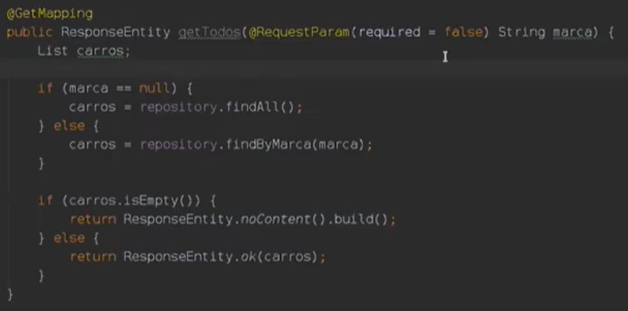 @GetMapping
public ResponseEntity getTodos(@RequestParam(required = false) String marca) {
    List carros;

    if (marca == null) {
        carros = repository.findAll();
    } else {
        carros = repository.findByMarca(marca);
    }

    if (carros.isEmpty()) {
        return ResponseEntity.noContent().build();
    } else {
        return ResponseEntity.ok(carros);
    }
}